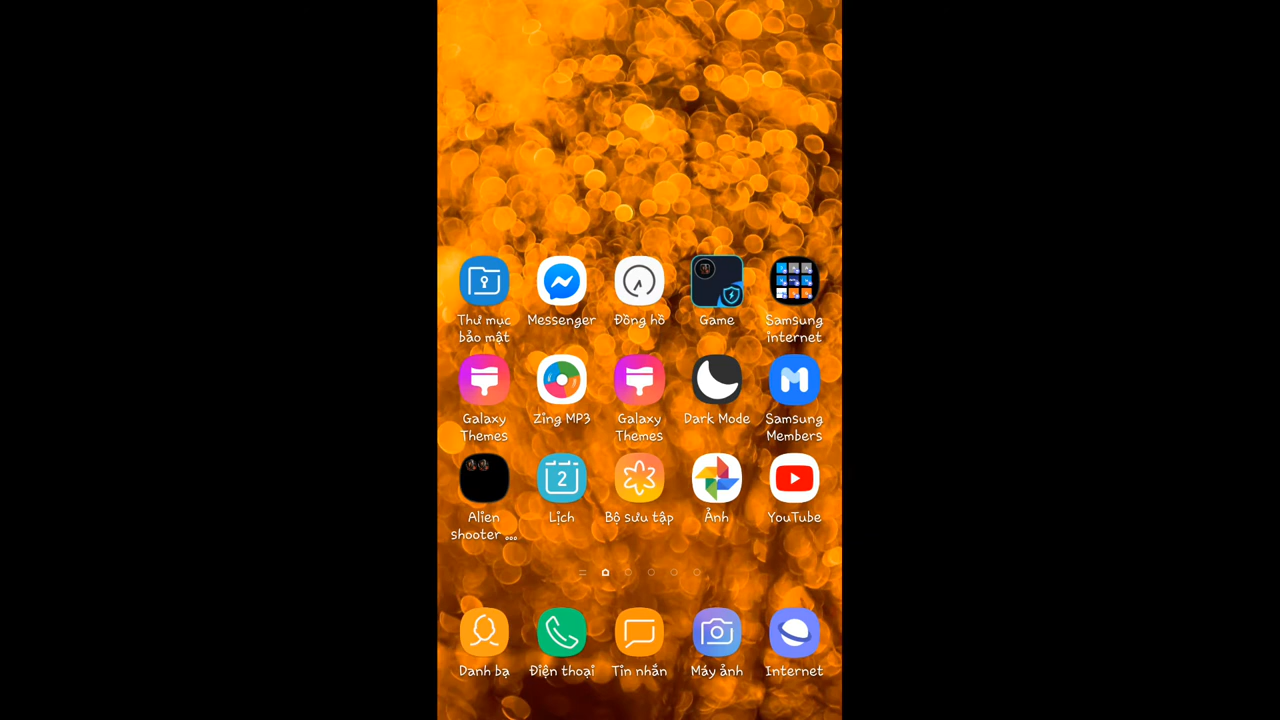 Thư mục bảo mật
Messenger
Đồng hồ
Game
Samsung internet
Galaxy Themes
Zing MP3
Galaxy Themes
Dark Mode
Samsung Members
Alien shooter ...
2
Lịch
Bộ sưu tập
Ảnh
YouTube
Danh bạ
Điện thoại
Tin nhắn
Máy ảnh
Internet